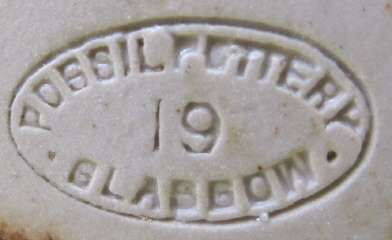 POSSIL POTTERY
19
· GLASGOW ·